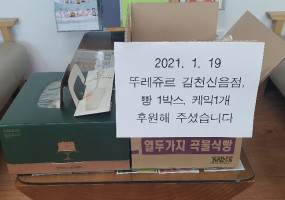 2021. 1. 19
뚜레쥬르 김천신음점,
빵 1박스, 케익1개
후원해 주셨습니다
열두가지 곡물식빵